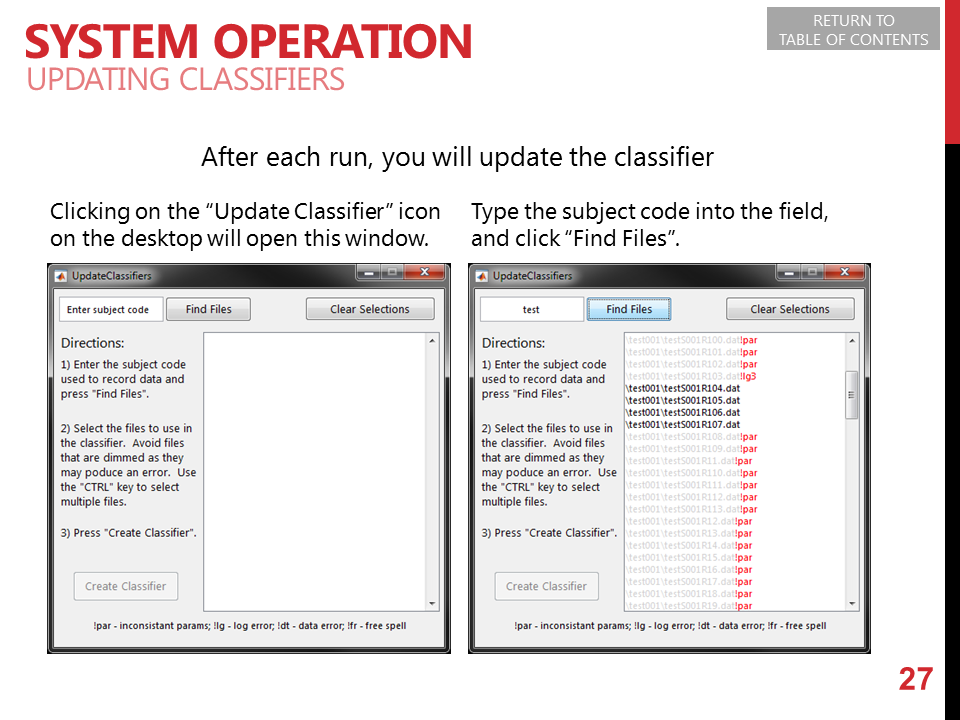 SYSTEM OPERATION
UPDATING CLASSIFIERS
RETURN TO
TABLE OF CONTENTS
After each run, you will update the classifier
Clicking on the “Update Classifier” icon
on the desktop will open this window.
UpdateClassifiers
Enter subject code
Find Files
Clear Selections
Directions:
1) Enter the subject code
used to record data and
press "Find Files".
2) Select the files to use in
the classifier. Avoid files
that are dimmed as they
may poduce an error. Use
the "CTRL" key to select
multiple files.
3) Press "Create Classifier".
Create Classifier
!par - inconsistant params; !lg - log error; !dt - data error; !fr - free spell
Type the subject code into the field,
and click “Find Files”.
UpdateClassifiers
test
Find Files
Clear Selections
Directions:
1) Enter the subject code
used to record data and
press "Find Files".
2) Select the files to use in
the classifier. Avoid files
that are dimmed as they
may poduce an error. Use
the "CTRL" key to select
multiple files.
3) Press "Create Classifier".
Create Classifier
\test001\testS001R100.dat!par
\test001\testS001R101.dat!par
\test001\testS001R102.dat!par
\test001\testS001R103.dat!lg3
\test001\testS001R104.dat
\test001\testS001R105.dat
\test001\testS001R106.dat
\test001\testS001R107.dat
\test001\testS001R108.dat!par
\test001\testS001R109.dat!par
\test001\testS001R11.dat!par
\test001\testS001R110.dat!par
\test001\testS001R111.dat!par
\test001\testS001R112.dat!par
\test001\testS001R113.dat!par
\test001\testS001R12.dat!par
\test001\testS001R13.dat!par
\test001\testS001R14.dat!par
\test001\testS001R15.dat!par
\test001\testS001R16.dat!par
\test001\testS001R17.dat!par
\test001\testS001R18.dat!par
\test001\testS001R19.dat!par
!par - inconsistant params; !lg - log error; !dt - data error; !fr - free spell
27